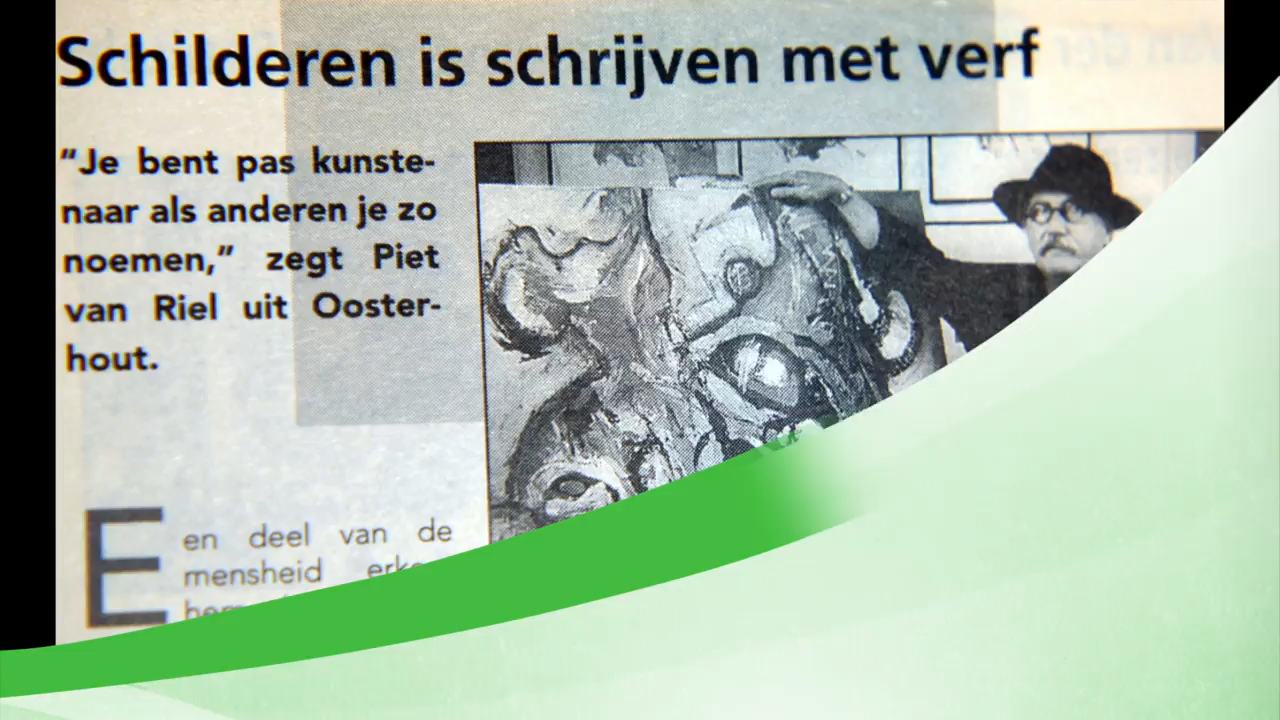 Schilderen is schrijven met verf
“Je bent pas kunste-
naar als anderen je zo
noemen,” zegt Piet
van Riel uit Ooster-
hout.
Een deel van de
mensheid